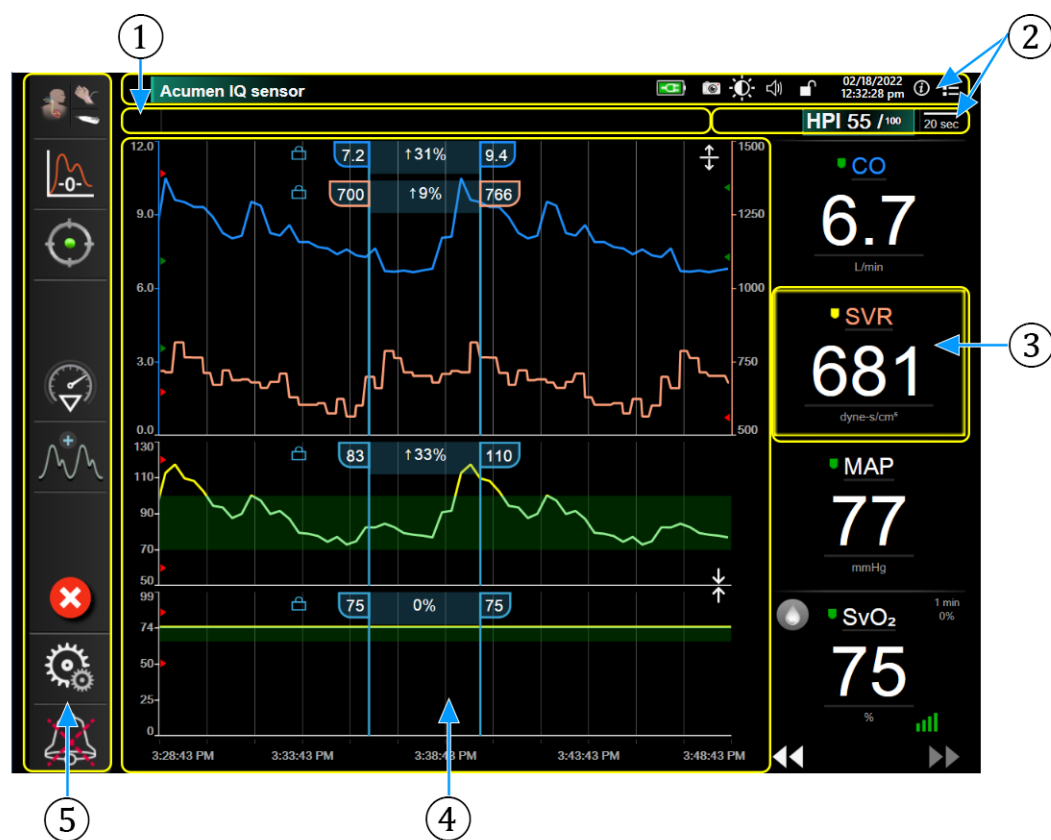 1
2
Acumen IQ sensor
02/18/2022
12:32:28 pm
HPI 55 /100
20 sec
12.0
9.0
6.0
3.0
0.0
7.2 ↑31% 9.4
700 ↑9% 766
1500
1250
1000
750
500
CO
6.7
L/min
SVR
681
dyne-s/cm⁵
3
130
110
90
70
50
83 ↑33% 110
MAP
77
mmHg
99
74
50
25
0
75 0% 75
SvO₂
1 min
0%
75
%
3:28:43 PM 3:33:43 PM 3:38:43 PM 3:43:43 PM 3:48:43 PM
-0-
5
4